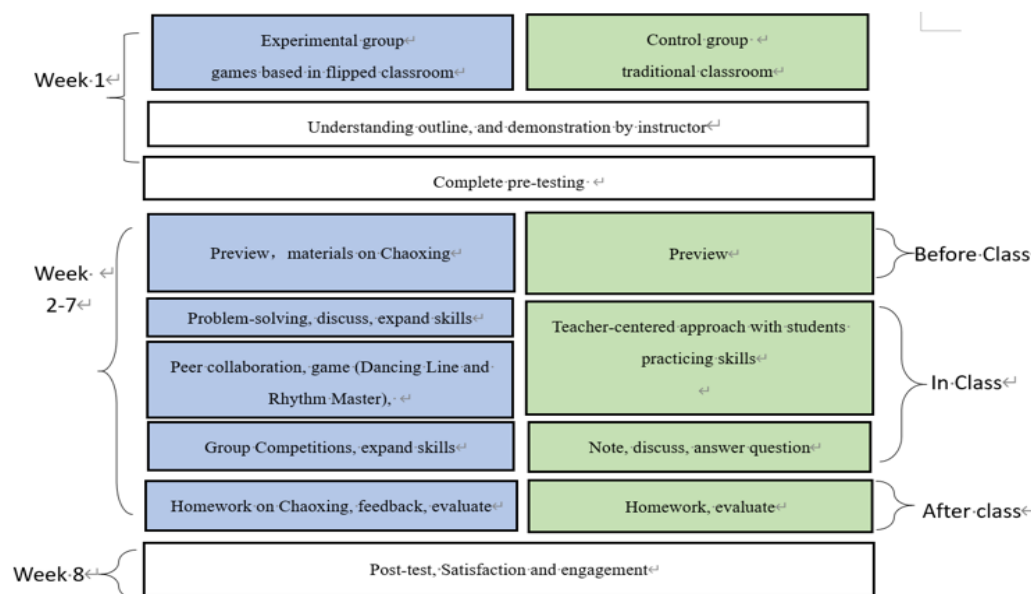 Experimental group
games based in flipped classroom
Control group
traditional classroom
Week 1
Understanding outline, and demonstration by instructor
Complete pre-testing
Week
2-7
Preview，materials on Chaoxing
Preview
Before Class
Problem-solving, discuss, expand skills
Peer collaboration, game (Dancing Line and
Rhythm Master),
Group Competitions, expand skills
Teacher-centered approach with students
practicing skills
Note, discuss, answer question
In Class
Homework on Chaoxing, feedback, evaluate
Homework, evaluate
After class
Week 8
Post-test, Satisfaction and engagement